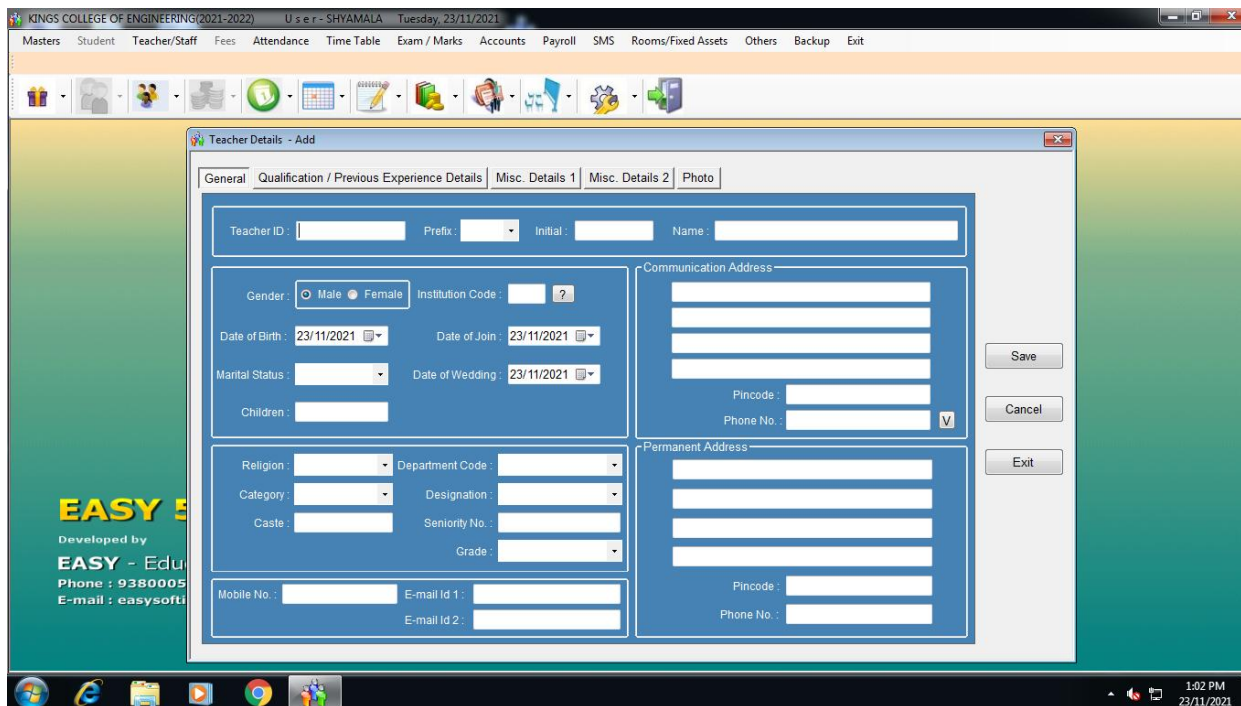 KINGS COLLEGE OF ENGINEERING(2021-2022) U s e r - SHYAMALA Tuesday, 23/11/2021
Masters Student Teacher/Staff Fees Attendance Time Table Exam / Marks Accounts Payroll SMS Rooms/Fixed Assets Others Backup Exit
Teacher Details - Add
General Qualification / Previous Experience Details Misc. Details 1 Misc. Details 2 Photo
Teacher ID : Prefix : Initial : Name :
Gender : Male Female Institution Code : ?
Date of Birth : 23/11/2021 Date of Join : 23/11/2021
Marital Status : Date of Wedding : 23/11/2021
Children :
Communication Address
Pincode :
Phone No. : V
Religion : Department Code :
Category : Designation :
Caste : Seniority No. :
Grade :
Permanent Address
Pincode :
Phone No. :
Mobile No. : E-mail Id 1 :
E-mail Id 2 :
Save
Cancel
Exit
EASY
Developed by
EASY - Edu
Phone : 9380005
E-mail : easysofti
1:02 PM
23/11/2021